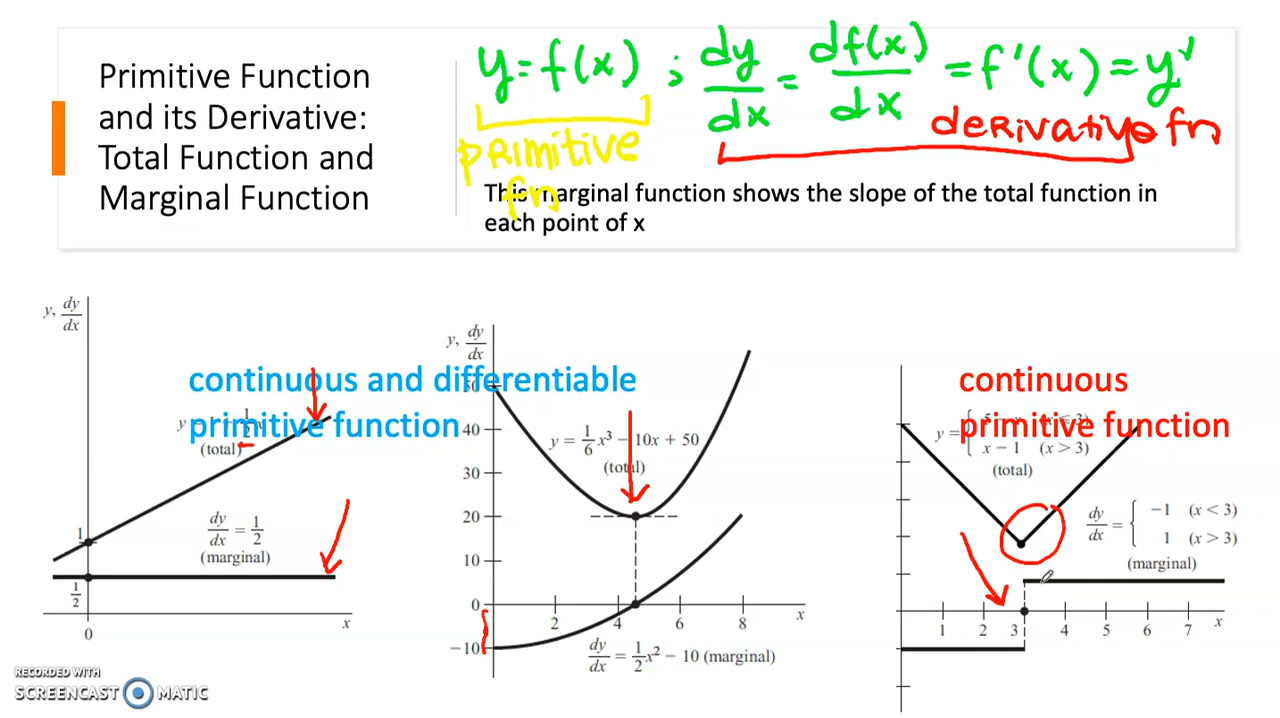 Primitive Function
and its Derivative:
Total Function and
Marginal Function
y = f(x) ; dy/dx = df(x)/dx = f'(x) = y'
primitive
fn
derivative fn
This marginal function shows the slope of the total function in
each point of x
y, dy/dx
continuous and differentiable
primitive function
(total)
1
dy/dx = 1/2
(marginal)
1/2
0
x
y, dy/dx
50
40
30
20
10
0
−10
y = 1/6 x³ − 10x + 50
(total)
2
4
6
8
x
dy/dx = 1/2 x² − 10 (marginal)
continuous
primitive function
y = { 5 − x (x ≤ 3)
x − 1 (x > 3)
(total)
dy/dx = { −1 (x < 3)
1 (x > 3)
(marginal)
1
2
3
4
5
6
7
x
RECORDED WITH
SCREENCAST MATIC